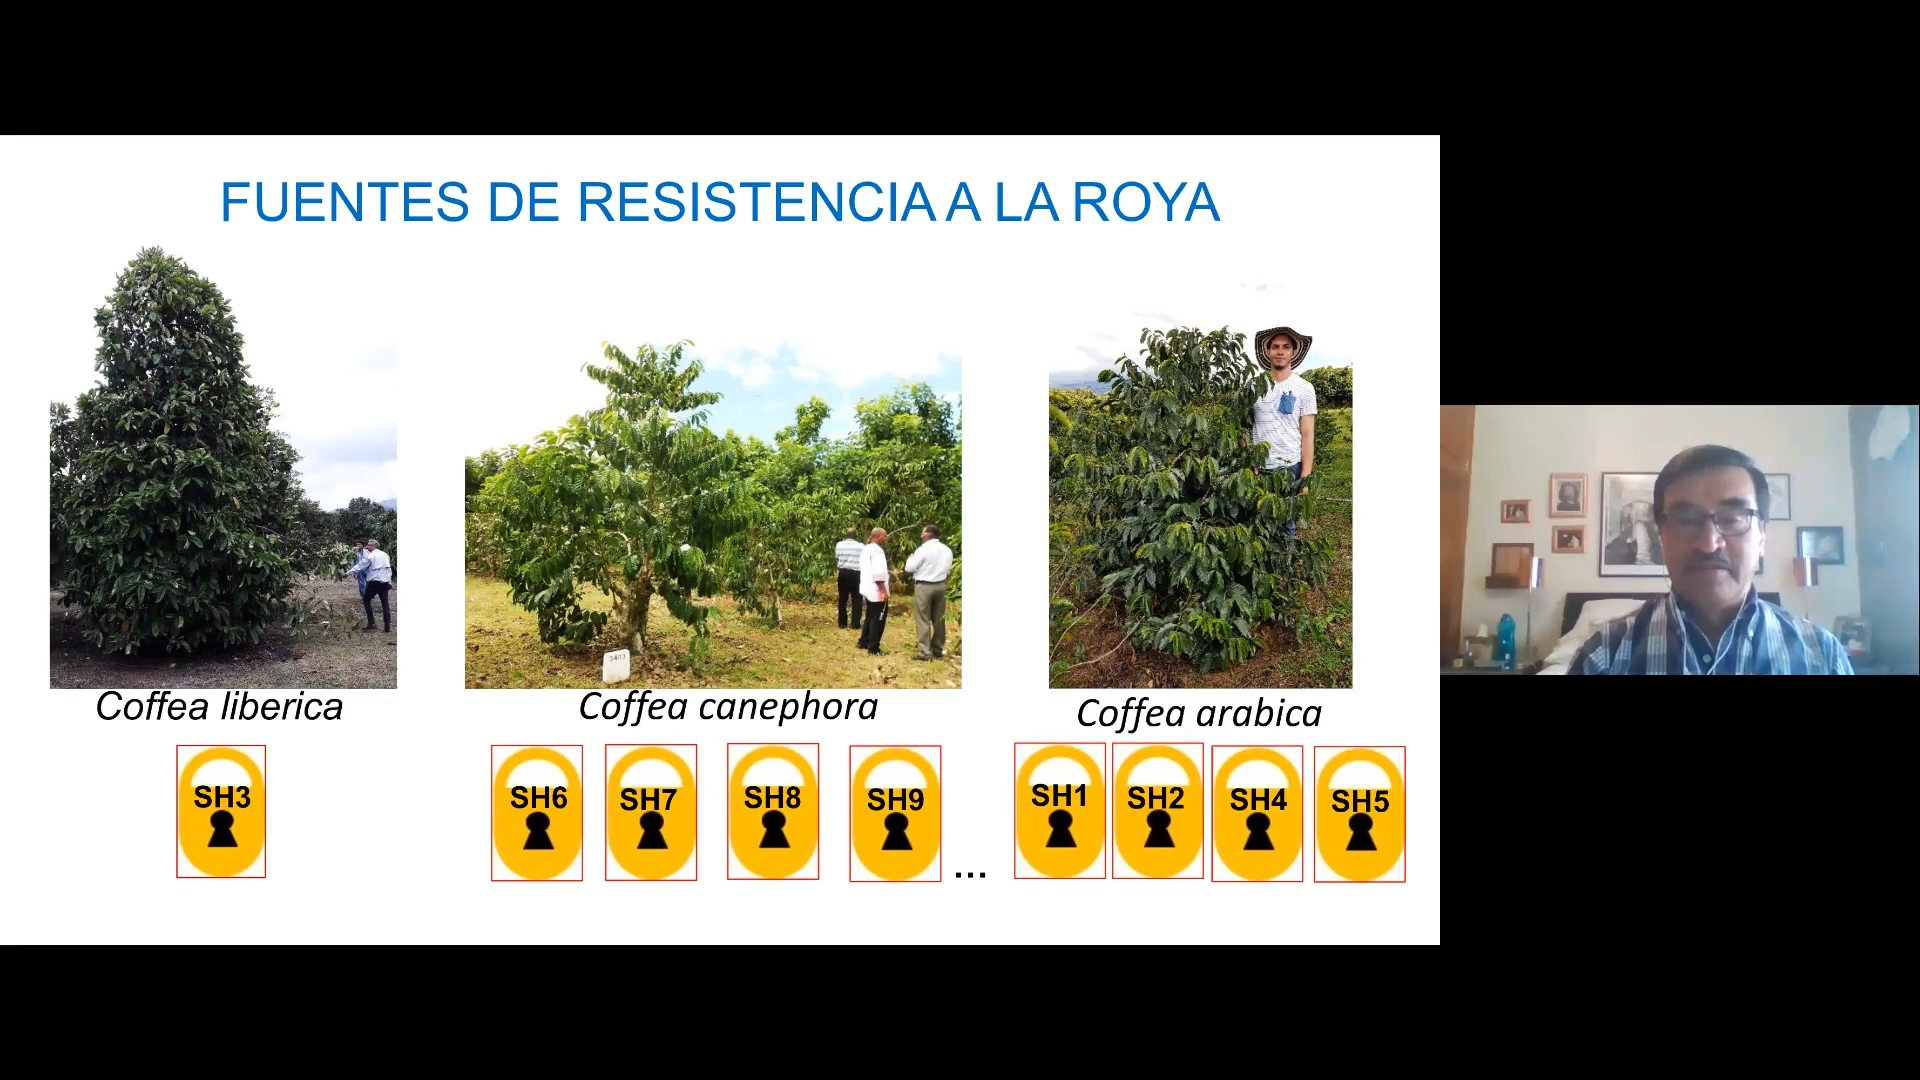 FUENTES DE RESISTENCIA A LA ROYA
Coffea liberica
Coffea canephora
Coffea arabica
SH3
SH6
SH7
SH8
SH9
...
SH1
SH2
SH4
SH5